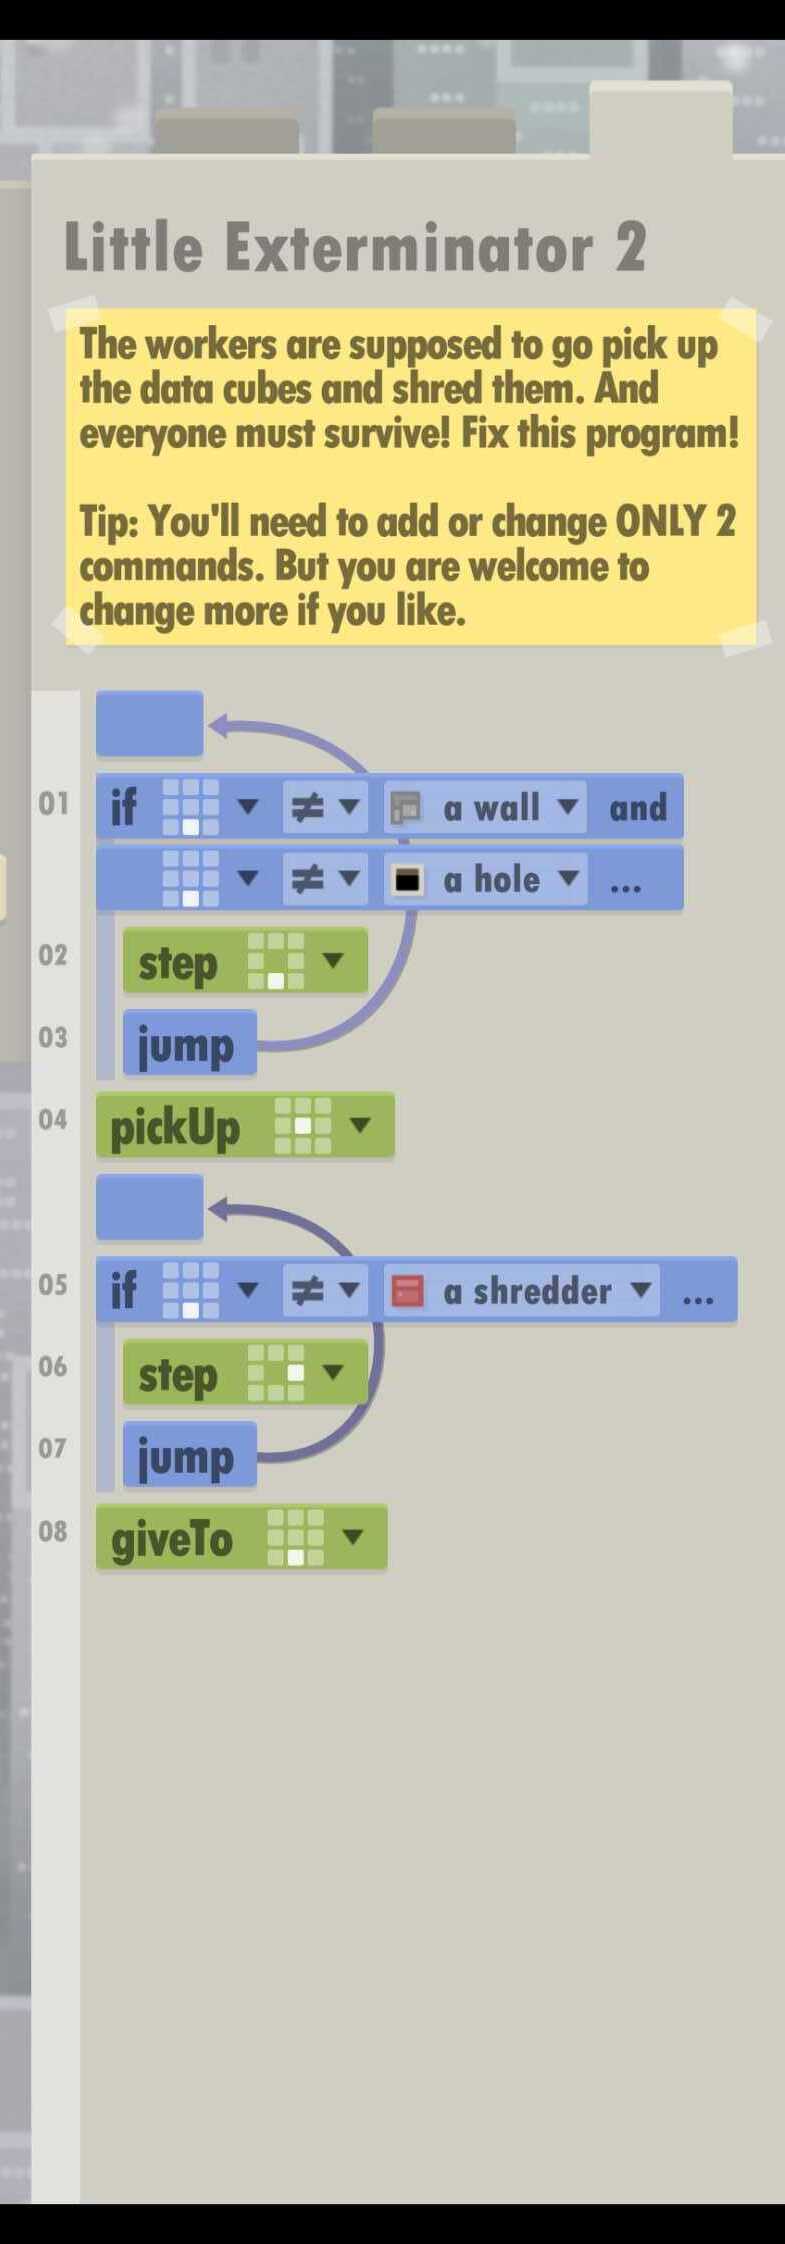 Little Exterminator 2
The workers are supposed to go pick up
the data cubes and shred them. And
everyone must survive! Fix this program!
Tip: You'll need to add or change ONLY 2
commands. But you are welcome to
change more if you like.
01 if ≠ a wall and
≠ a hole ...
02 step
03 jump
04 pickUp
05 if ≠ a shredder ...
06 step
07 jump
08 giveTo